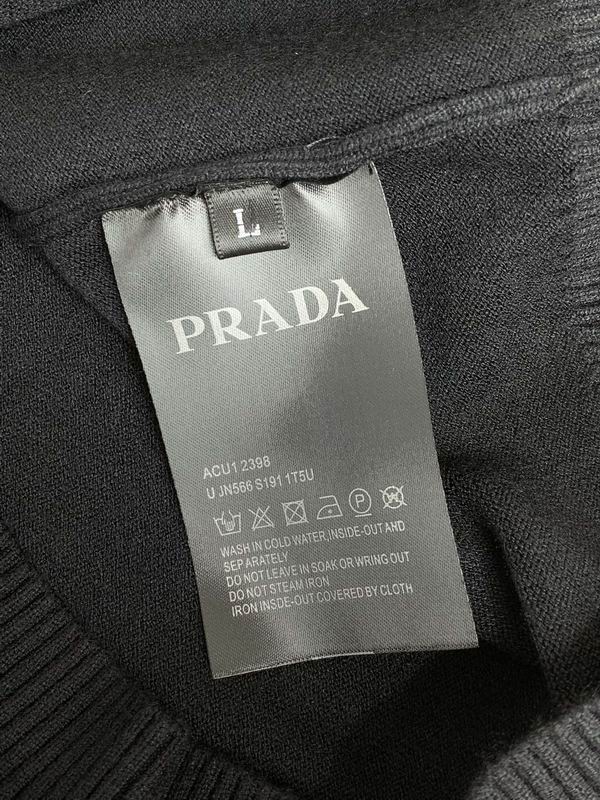 L
PRADA
ACU1 2398
U JN566 S191 1T5U
P W
WASH IN COLD WATER,INSIDE-OUT AND
SEP ARATELY
DO NOT LEAVE IN SOAK OR WRING OUT
DO NOT STEAM IRON
IRON INSDE-OUT COVERED BY CLOTH